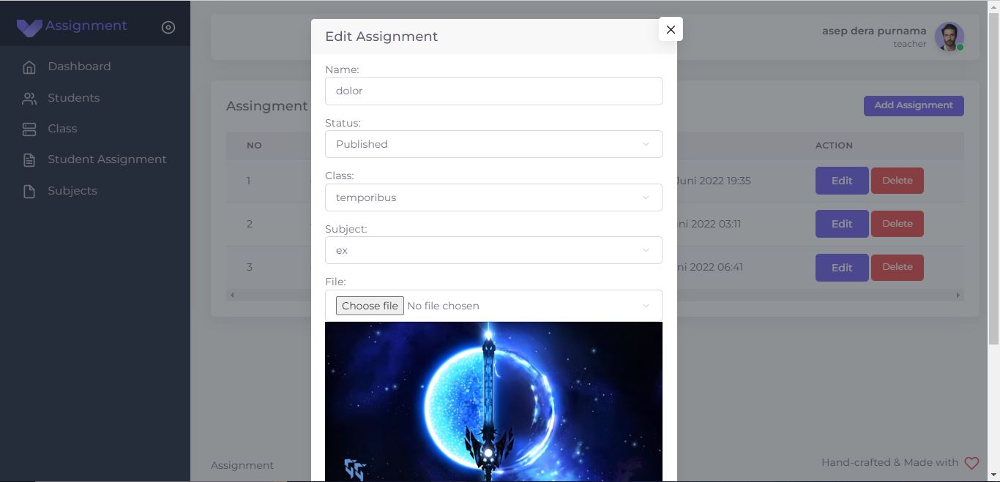 Assignment
Dashboard
Students
Class
Student Assignment
Subjects
asep dera purnama
teacher
Assingment
Add Assignment
NO
ACTION
1
Juni 2022 19:35
Edit
Delete
2
2022 03:11
Edit
Delete
3
2022 06:41
Edit
Delete
Edit Assignment
Name:
dolor
Status:
Published
Class:
temporibus
Subject:
ex
File:
Choose file No file chosen
Assignment
Hand-crafted & Made with